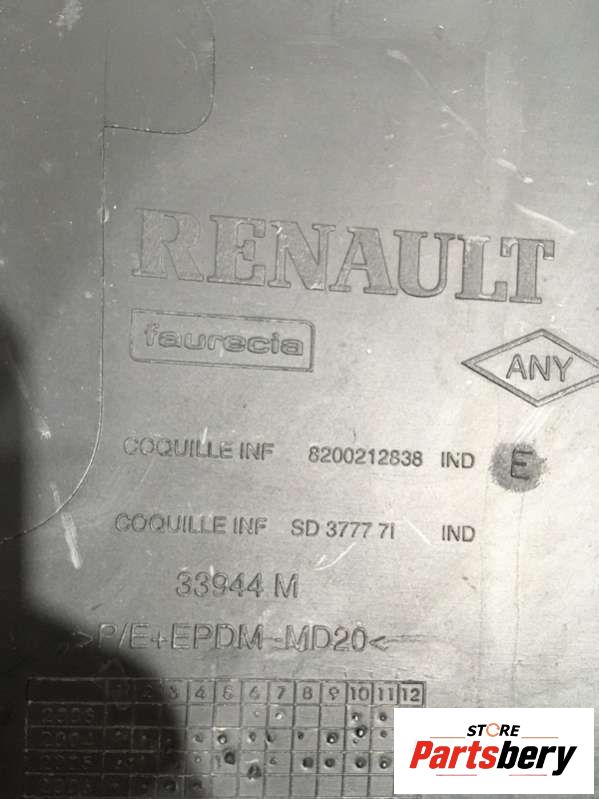 RENAULT
faurecia
ANY
COQUILLE INF 8200212838 IND E
COQUILLE INF SD 3777 71 IND
33944 M
>P/E+EPDM-MD20<
1 2 3 4 5 6 7 8 9 10 11 12
STORE
Partsbery